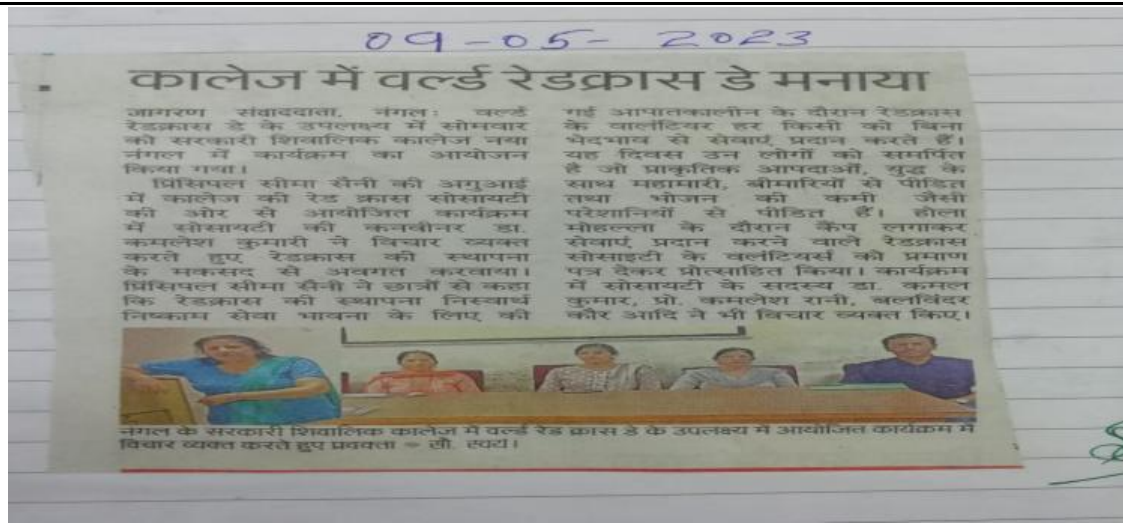 09-05-2023
कालेज में वर्ल्ड रेडक्रास डे मनाया
जागरण संवाददाता, नंगल: वर्ल्ड
रेडक्रास डे के उपलक्ष्य में सोमवार
को सरकारी शिवालिक कालेज नया
नंगल में कार्यक्रम का आयोजन
किया गया।
प्रिंसिपल सीमा सैनी की अगुआई
में कालेज की रेड क्रास सोसायटी
की ओर से आयोजित कार्यक्रम
में सोसायटी की कनवीनर डा.
कमलेश कुमारी ने विचार व्यक्त
करते हुए रेडक्रास की स्थापना
के मकसद से अवगत करवाया।
प्रिंसिपल सीमा सैनी ने छात्रों से कहा
कि रेडक्रास की स्थापना निस्वार्थ
निष्काम सेवा भावना के लिए की
गई आपातकालीन के दौरान रेडक्रास
के वालंटियर हर किसी को बिना
भेदभाव से सेवाएं प्रदान करते हैं।
यह दिवस उन लोगों को समर्पित
है जो प्राकृतिक आपदाओं, युद्ध के
साथ महामारी, बीमारियों से पीड़ित
तथा भोजन की कमी जैसी
परेशानियों से पीड़ित हैं। होला
मोहल्ला के दौरान कैंप लगाकर
सेवाएं प्रदान करने वाले रेडक्रास
सोसाइटी के वलंटियर्स को प्रमाण
पत्र देकर प्रोत्साहित किया। कार्यक्रम
में सोसायटी के सदस्य डा. कमल
कुमार, प्रो. कमलेश रानी, बलविंदर
कौर आदि ने भी विचार व्यक्त किए।
नंगल के सरकारी शिवालिक कालेज में वर्ल्ड रेड क्रास डे के उपलक्ष्य में आयोजित कार्यक्रम में
विचार व्यक्त करते हुए प्रवक्ता • सौ. स्वयं।